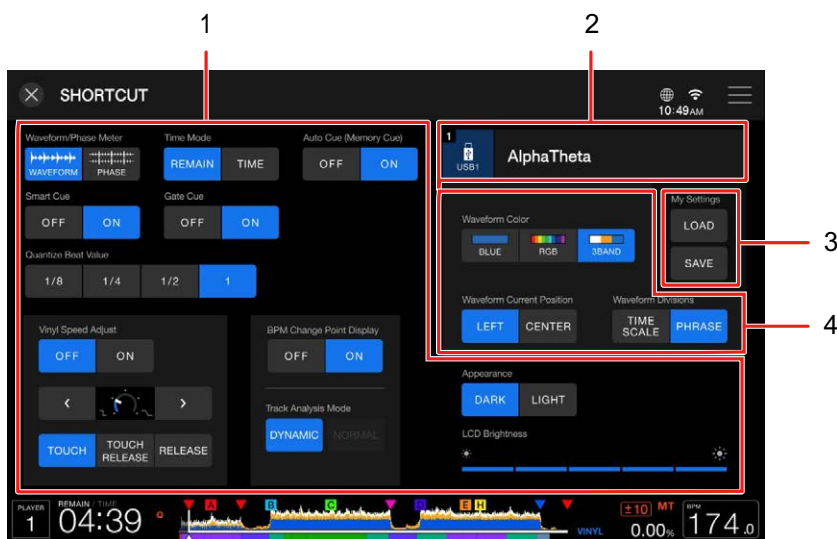 1
2
SHORTCUT
10:49AM
Waveform/Phase Meter
Time Mode
Auto Cue (Memory Cue)
WAVEFORM
PHASE
REMAIN
TIME
OFF
ON
Smart Cue
Gate Cue
OFF
ON
OFF
ON
Quantize Beat Value
1/8
1/4
1/2
1
Vinyl Speed Adjust
OFF
ON
<
>
TOUCH
TOUCH
RELEASE
RELEASE
BPM Change Point Display
OFF
ON
Track Analysis Mode
DYNAMIC
NORMAL
1
USB1
AlphaTheta
Waveform Color
BLUE
RGB
3BAND
My Settings
LOAD
SAVE
3
Waveform Current Position
LEFT
CENTER
Waveform Divisions
TIME
SCALE
PHRASE
4
Appearance
DARK
LIGHT
LCD Brightness
PLAYER
1
REMAIN / TIME
04:39
A
B
C
D
E
H
VINYL
±10
MT
0.00%
BPM
174.0